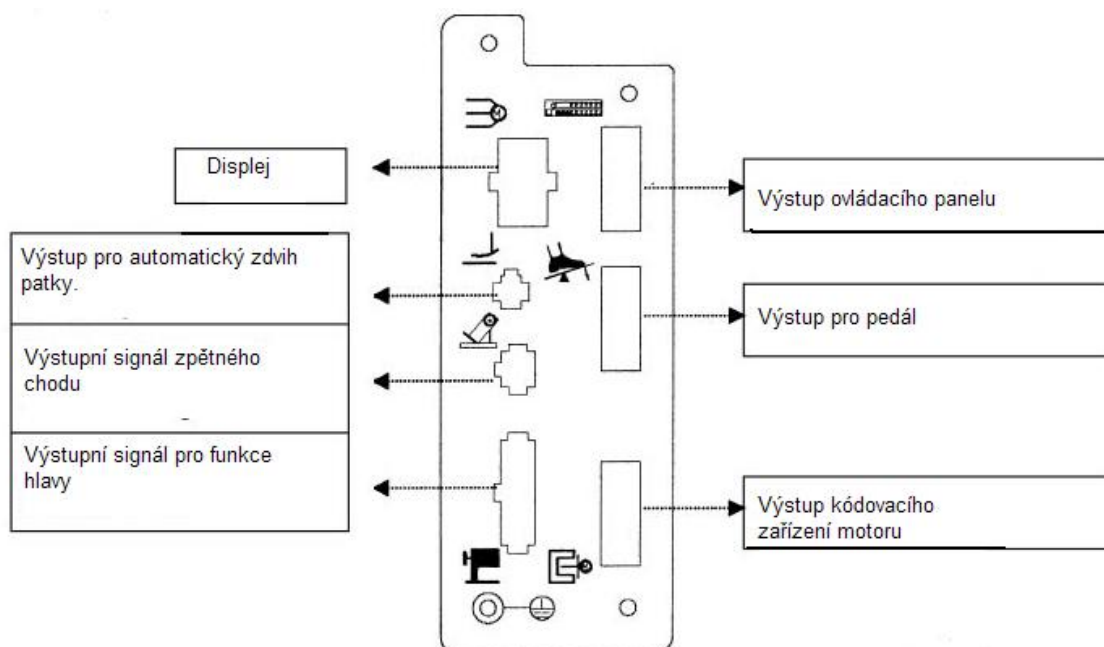 Displej
Výstup pro automatický zdvih
patky.
Výstupní signál zpětného
chodu
Výstupní signál pro funkce
hlavy
M
Výstup ovládacího panelu
Výstup pro pedál
Výstup kódovacího
zařízení motoru